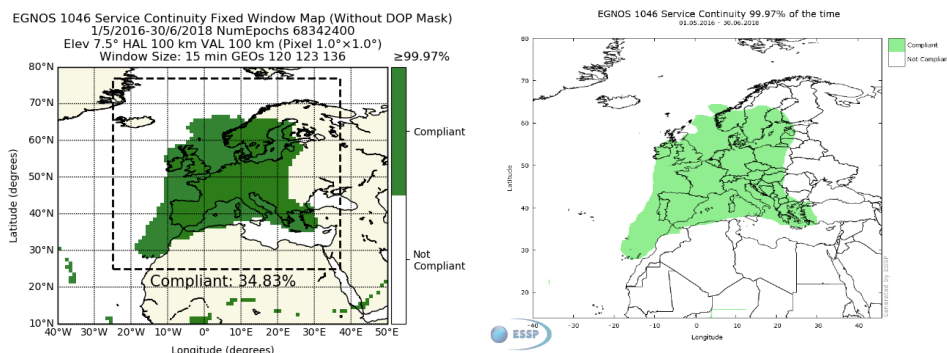 EGNOS 1046 Service Continuity Fixed Window Map (Without DOP Mask)
1/5/2016-30/6/2018 NumEpochs 68342400
Elev 7.5° HAL 100 km VAL 100 km (Pixel 1.0°×1.0°)
Window Size: 15 min GEOs 120 123 136
≥99.97%
80°N
70°N
60°N
50°N
40°N
30°N
20°N
10°N
Latitude (degrees)
Compliant
Not
Compliant
Compliant: 34.83%
40°W 30°W 20°W 10°W 0° 10°E 20°E 30°E 40°E 50°E
Longitude (degrees)
EGNOS 1046 Service Continuity 99.97% of the time
01.05.2016 - 30.06.2018
Compliant
Not Complian
80
70
60
50
40
30
20
Latitude
-40 -30 -20 -10 0 10 20 30 40
Longitude
Generated by ESSP
ESSP